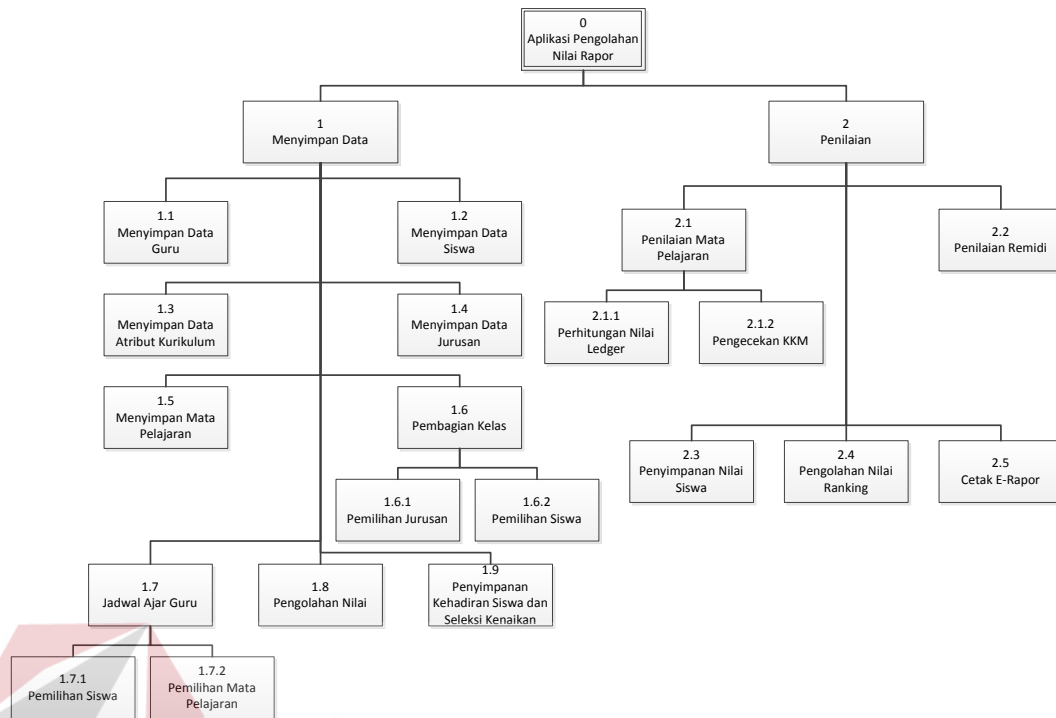 0
Aplikasi Pengolahan
Nilai Rapor
1
Menyimpan Data
2
Penilaian
1.1
Menyimpan Data
Guru
1.2
Menyimpan Data
Siswa
2.1
Penilaian Mata
Pelajaran
2.2
Penilaian Remidi
1.3
Menyimpan Data
Atribut Kurikulum
1.4
Menyimpan Data
Jurusan
2.1.1
Perhitungan Nilai
Ledger
2.1.2
Pengecekan KKM
1.5
Menyimpan Mata
Pelajaran
1.6
Pembagian Kelas
2.3
Penyimpanan Nilai
Siswa
2.4
Pengolahan Nilai
Ranking
2.5
Cetak E-Rapor
1.6.1
Pemilihan Jurusan
1.6.2
Pemilihan Siswa
1.7
Jadwal Ajar Guru
1.8
Pengolahan Nilai
1.9
Penyimpanan
Kehadiran Siswa dan
Seleksi Kenaikan
1.7.1
Pemilihan Siswa
1.7.2
Pemilihan Mata
Pelajaran